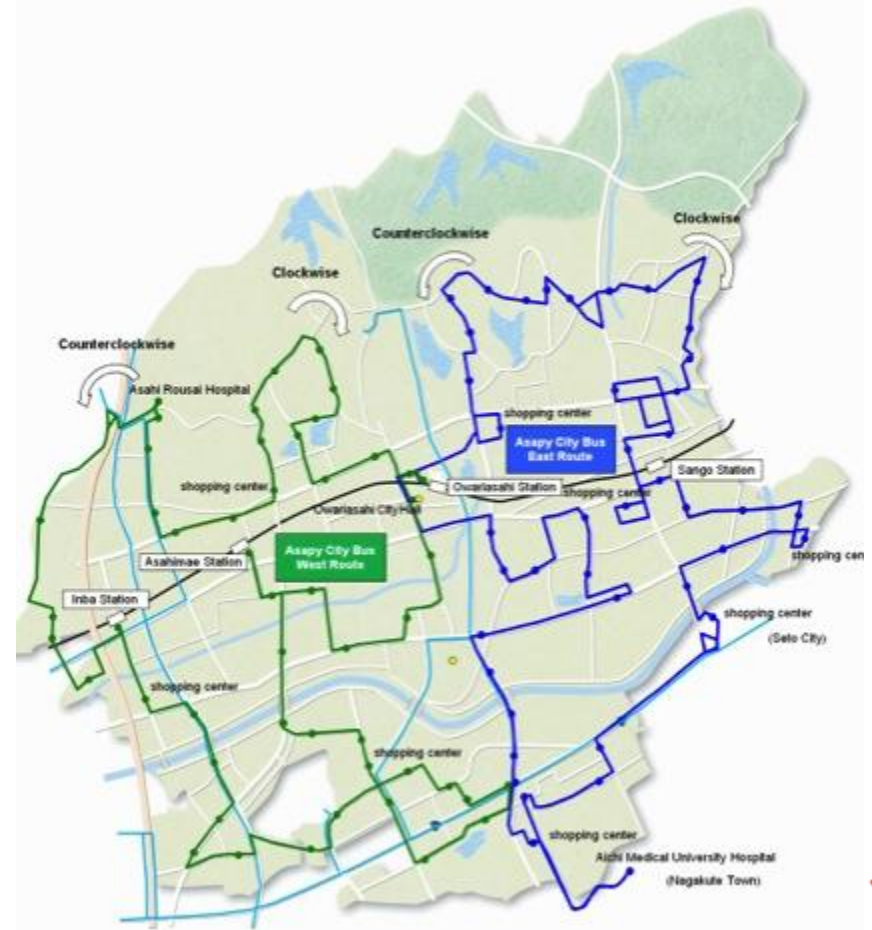 Clockwise
Counterclockwise
Clockwise
Counterclockwise
Asahi Rousai Hospital
shopping center
Asapy City Bus
East Route
Sango Station
shopping center
Owariasahi Station
shopping center
Owariasahi City Hall
Asapy City Bus
West Route
Asahimae Station
shopping cen
Inba Station
shopping center
(Seto City)
shopping center
shopping center
shopping center
Aichi Medical University Hospital
(Nagakute Town)